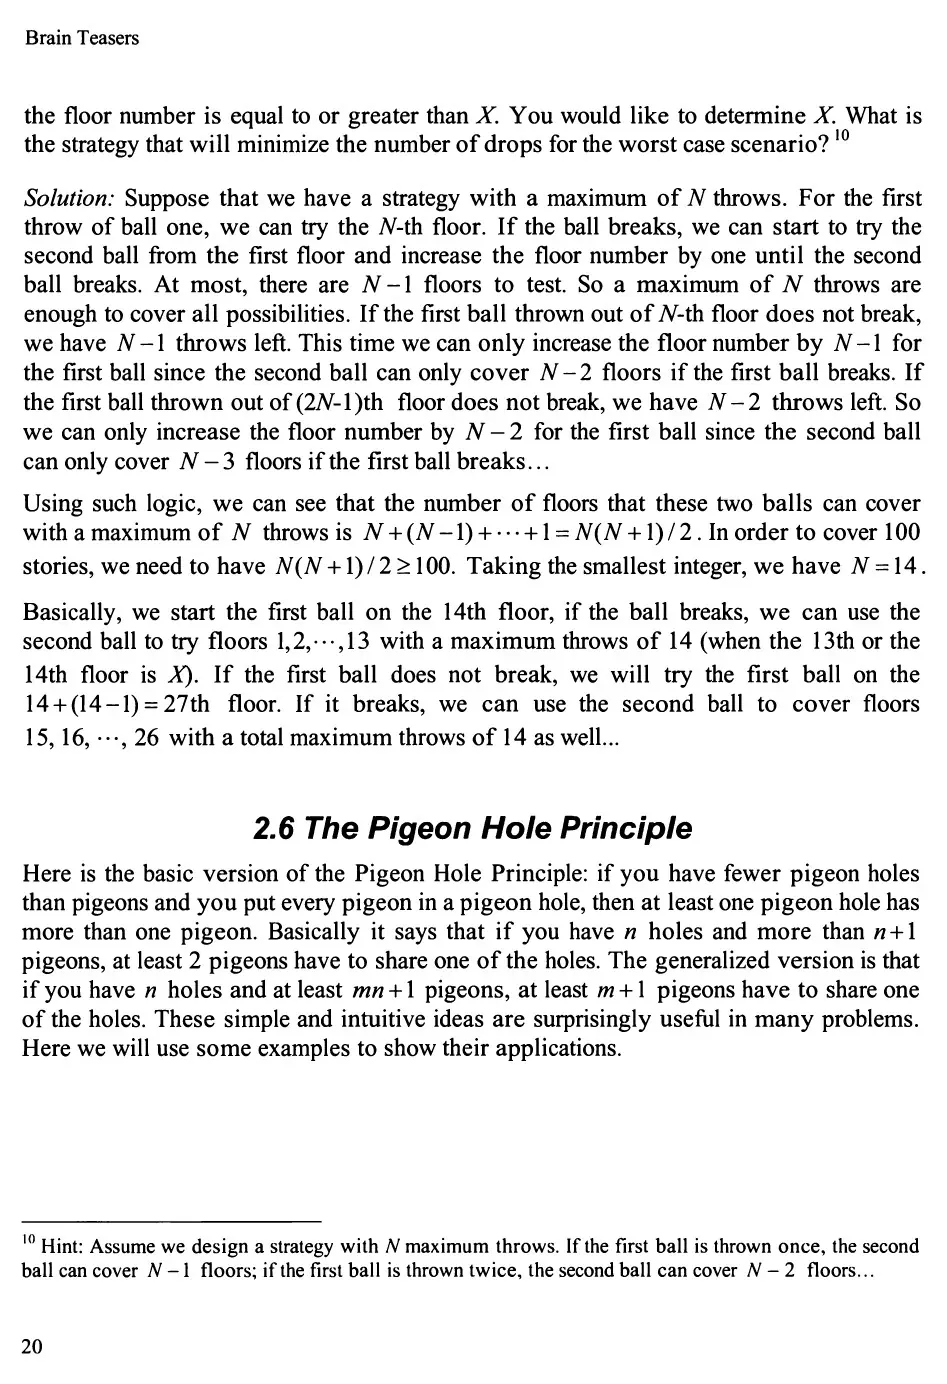 Brain Teasers
the floor number is equal to or greater than X. You would like to determine X. What is
the strategy that will minimize the number of drops for the worst case scenario? ¹⁰
Solution: Suppose that we have a strategy with a maximum of N throws. For the first
throw of ball one, we can try the N-th floor. If the ball breaks, we can start to try the
second ball from the first floor and increase the floor number by one until the second
ball breaks. At most, there are N − 1 floors to test. So a maximum of N throws are
enough to cover all possibilities. If the first ball thrown out of N-th floor does not break,
we have N − 1 throws left. This time we can only increase the floor number by N − 1 for
the first ball since the second ball can only cover N − 2 floors if the first ball breaks. If
the first ball thrown out of (2N-1)th floor does not break, we have N − 2 throws left. So
we can only increase the floor number by N − 2 for the first ball since the second ball
can only cover N − 3 floors if the first ball breaks...
Using such logic, we can see that the number of floors that these two balls can cover
with a maximum of N throws is N + (N − 1) + ··· + 1 = N(N + 1) / 2. In order to cover 100
stories, we need to have N(N + 1) / 2 ≥ 100. Taking the smallest integer, we have N = 14.
Basically, we start the first ball on the 14th floor, if the ball breaks, we can use the
second ball to try floors 1, 2, ···, 13 with a maximum throws of 14 (when the 13th or the
14th floor is X). If the first ball does not break, we will try the first ball on the
14 + (14 − 1) = 27th floor. If it breaks, we can use the second ball to cover floors
15, 16, ···, 26 with a total maximum throws of 14 as well...
2.6 The Pigeon Hole Principle
Here is the basic version of the Pigeon Hole Principle: if you have fewer pigeon holes
than pigeons and you put every pigeon in a pigeon hole, then at least one pigeon hole has
more than one pigeon. Basically it says that if you have n holes and more than n + 1
pigeons, at least 2 pigeons have to share one of the holes. The generalized version is that
if you have n holes and at least mn + 1 pigeons, at least m + 1 pigeons have to share one
of the holes. These simple and intuitive ideas are surprisingly useful in many problems.
Here we will use some examples to show their applications.
¹⁰ Hint: Assume we design a strategy with N maximum throws. If the first ball is thrown once, the second
ball can cover N − 1 floors; if the first ball is thrown twice, the second ball can cover N − 2 floors...
20